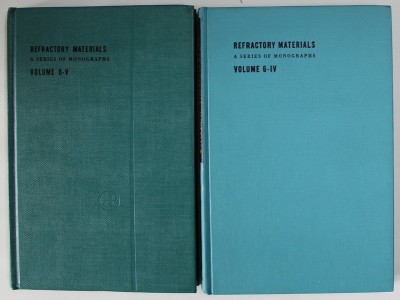 REFRACTORY MATERIALS
A SERIES OF MONOGRAPHS
VOLUME 6-V
REFRACTORY MATERIALS
A SERIES OF MONOGRAPHS
VOLUME 6-IV